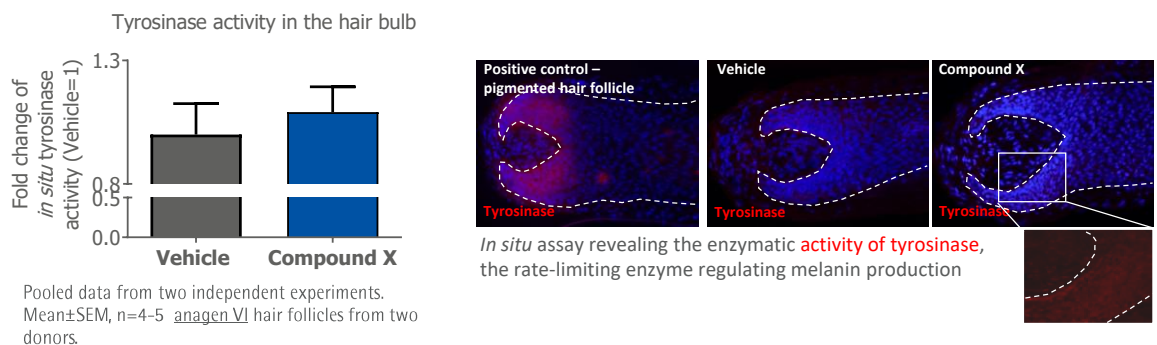 Tyrosinase activity in the hair bulb
Fold change of
in situ tyrosinase
activity (Vehicle=1)
1.3
0.8
0.5
0.0
Vehicle
Compound X
Pooled data from two independent experiments.
Mean±SEM, n=4-5 anagen VI hair follicles from two
donors.
Positive control –
pigmented hair follicle
Tyrosinase
Vehicle
Tyrosinase
Compound X
Tyrosinase
In situ assay revealing the enzymatic activity of tyrosinase,
the rate-limiting enzyme regulating melanin production